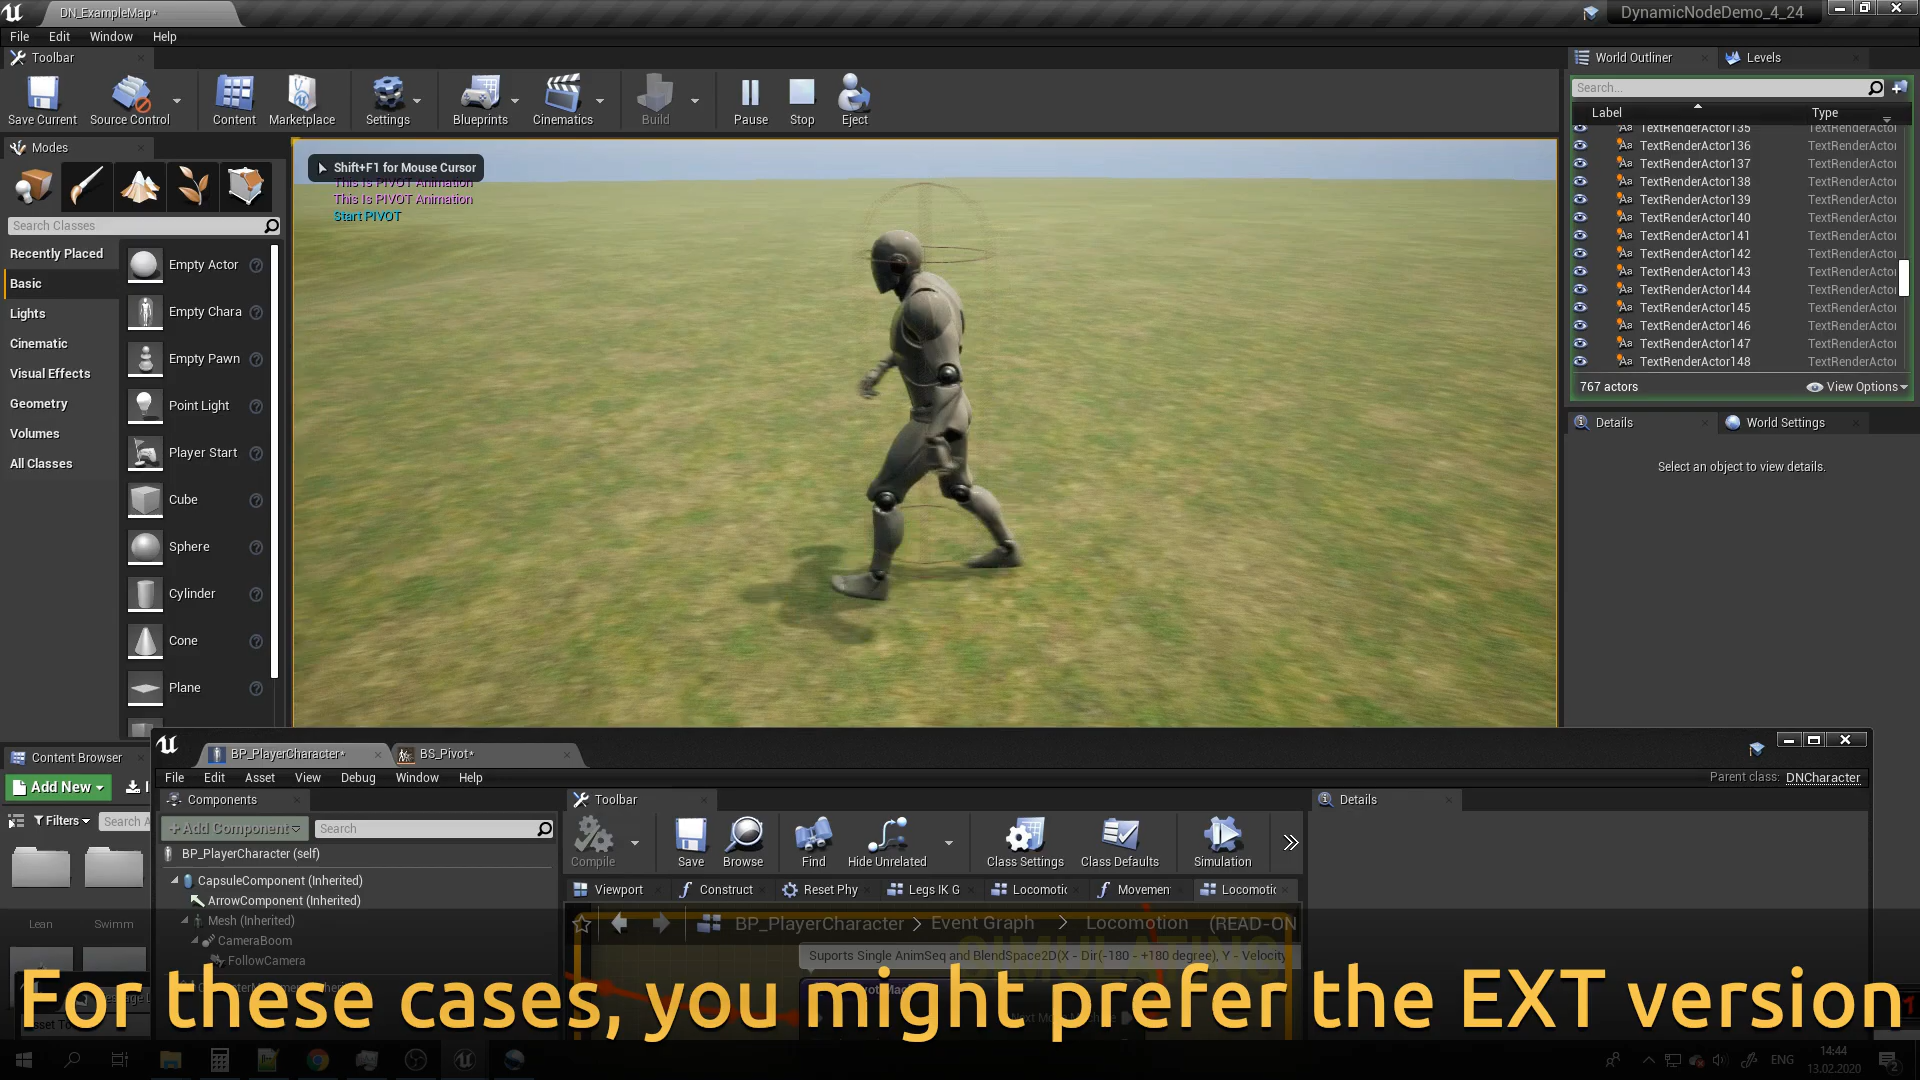 DN_ExampleMap*
DynamicNodeDemo_4_24
File Edit Window Help
Toolbar
World Outliner
Levels
Save Current
Source Control
Content
Marketplace
Settings
Blueprints
Cinematics
Build
Pause
Stop
Eject
Search...
Label Type
TextRenderActor135 TextRenderActor
TextRenderActor136 TextRenderActor
TextRenderActor137 TextRenderActor
TextRenderActor138 TextRenderActor
TextRenderActor139 TextRenderActor
TextRenderActor140 TextRenderActor
TextRenderActor141 TextRenderActor
TextRenderActor142 TextRenderActor
TextRenderActor143 TextRenderActor
TextRenderActor144 TextRenderActor
TextRenderActor145 TextRenderActor
TextRenderActor146 TextRenderActor
TextRenderActor147 TextRenderActor
TextRenderActor148 TextRenderActor
767 actors
View Options
Details
World Settings
Select an object to view details.
Modes
Search Classes
Recently Placed
Basic
Lights
Cinematic
Visual Effects
Geometry
Volumes
All Classes
Empty Actor
Empty Chara
Empty Pawn
Point Light
Player Start
Cube
Sphere
Cylinder
Cone
Plane
Shift+F1 for Mouse Cursor
This Is PIVOT Animation
This Is PIVOT Animation
Start PIVOT
Content Browser
Add New
Filters
Search A
Lean
Swimm
BP_PlayerCharacter*
BS_Pivot*
File Edit Asset View Debug Window Help
Parent class: DNCharacter
Components
+Add Component
Search
BP_PlayerCharacter (self)
CapsuleComponent (Inherited)
ArrowComponent (Inherited)
Mesh (Inherited)
CameraBoom
FollowCamera
Toolbar
Details
Compile
Save
Browse
Find
Hide Unrelated
Class Settings
Class Defaults
Simulation
Viewport
Construct
Reset Phy
Legs IK G
Locomotic
Movemen
Locomotic
BP_PlayerCharacter > Event Graph > Locomotion (READ-ON
SIMULATING
Suports Single AnimSeq and BlendSpace2D(X - Dir(-180 - +180 degree), Y - Velocity
For these cases, you might prefer the EXT version
ENG
14:44
13.02.2020
2